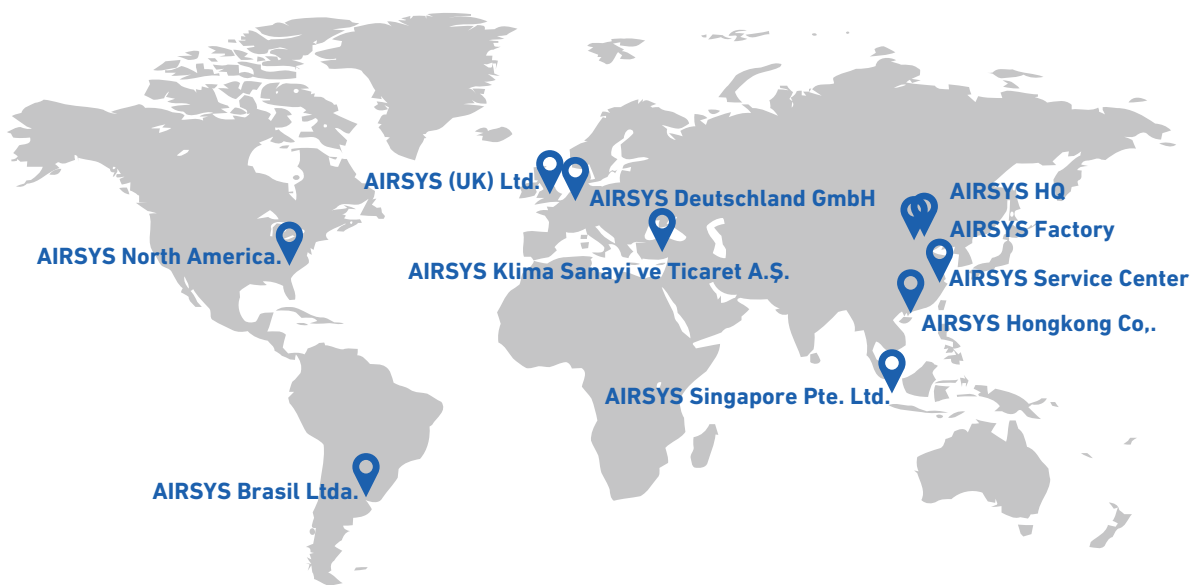 AIRSYS (UK) Ltd.
AIRSYS Deutschland GmbH
AIRSYS HQ
AIRSYS Factory
AIRSYS North America.
AIRSYS Klima Sanayi ve Ticaret A.Ş.
AIRSYS Service Center
AIRSYS Hongkong Co,.
AIRSYS Singapore Pte. Ltd.
AIRSYS Brasil Ltda.